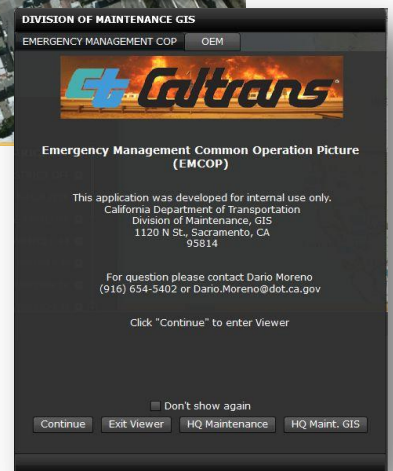 DIVISION OF MAINTENANCE GIS
EMERGENCY MANAGEMENT COP OEM
Caltrans
Emergency Management Common Operation Picture
(EMCOP)
This application was developed for internal use only.
California Department of Transportation
Division of Maintenance, GIS
1120 N St., Sacramento, CA
95814
For question please contact Dario Moreno
(916) 654-5402 or Dario.Moreno@dot.ca.gov
Click "Continue" to enter Viewer
Don't show again
Continue Exit Viewer HQ Maintenance HQ Maint. GIS